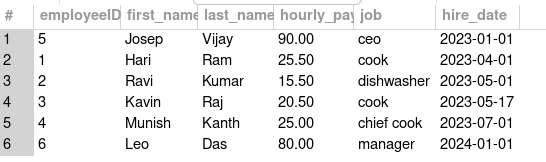 # employeeID first_name last_name hourly_pay job hire_date
1 5 Josep Vijay 90.00 ceo 2023-01-01
2 1 Hari Ram 25.50 cook 2023-04-01
3 2 Ravi Kumar 15.50 dishwasher 2023-05-01
4 3 Kavin Raj 20.50 cook 2023-05-17
5 4 Munish Kanth 25.00 chief cook 2023-07-01
6 6 Leo Das 80.00 manager 2024-01-01